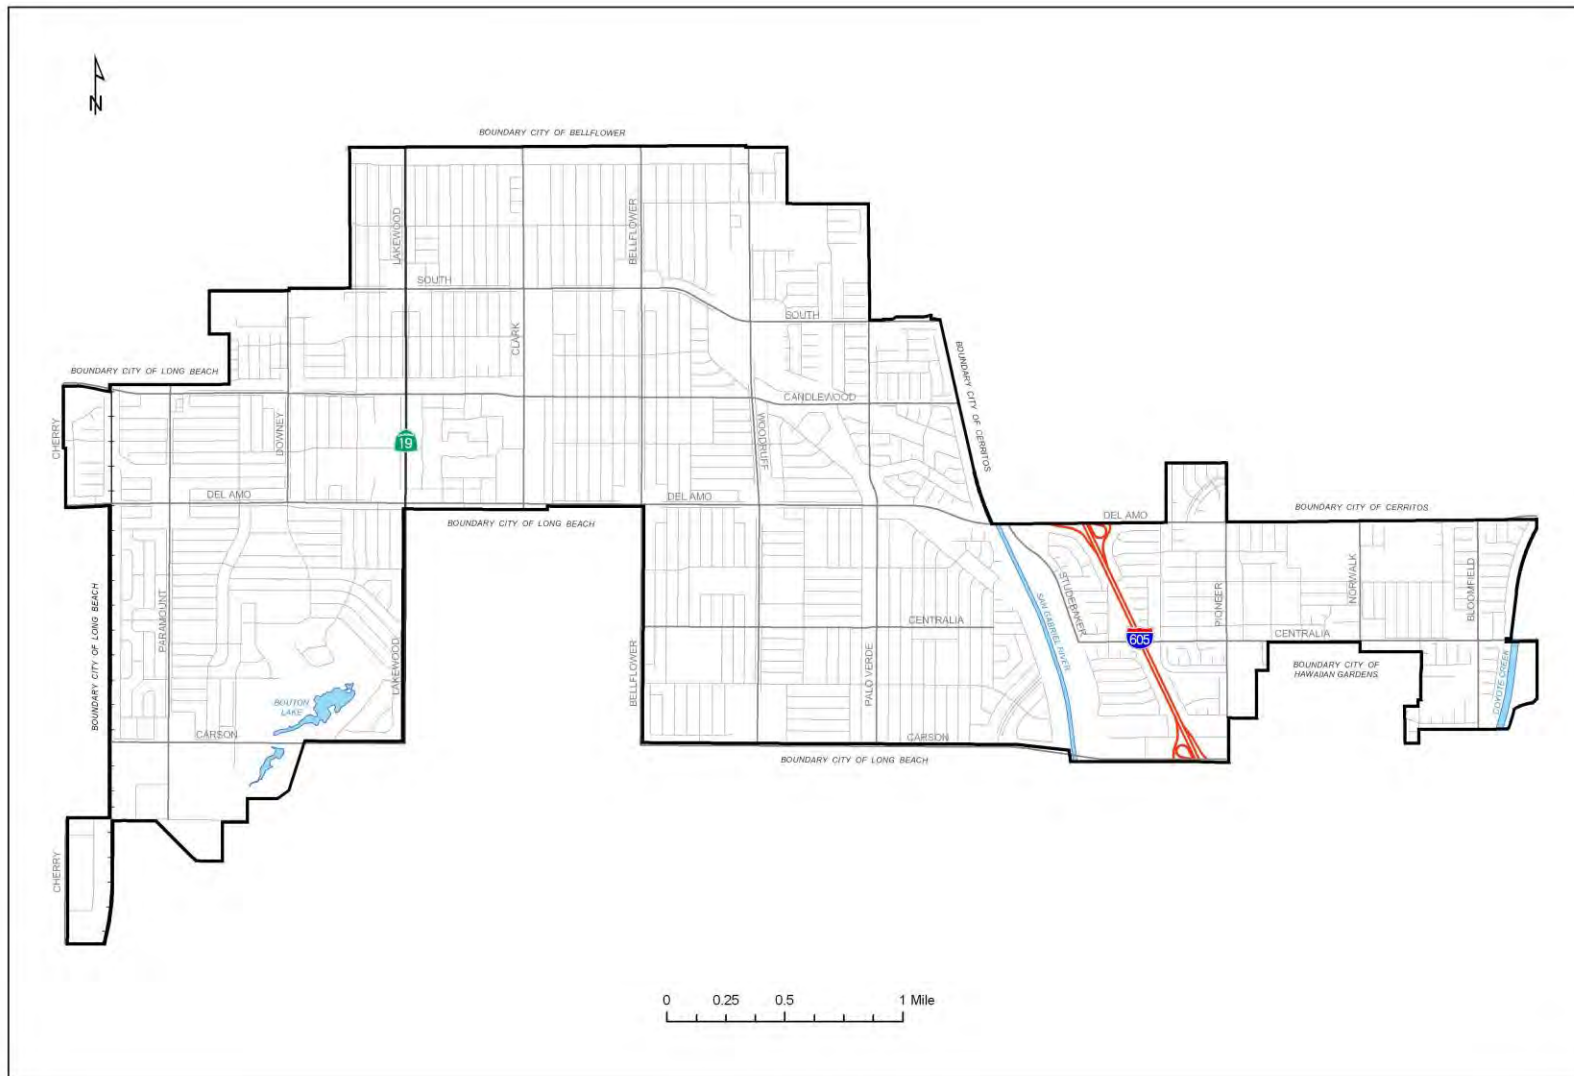 N
BOUNDARY CITY OF BELLFLOWER
LAKEWOOD
BELLFLOWER
SOUTH
SOUTH
CLARK
BOUNDARY CITY OF CERRITOS
BOUNDARY CITY OF LONG BEACH
CANDLEWOOD
CHERRY
DOWNEY
19
WOODRUFF
DEL AMO
DEL AMO
BOUNDARY CITY OF LONG BEACH
DEL AMO
BOUNDARY CITY OF CERRITOS
BOUNDARY CITY OF LONG BEACH
PARAMOUNT
LAKEWOOD
BELLFLOWER
CENTRALIA
PALO VERDE
SAN GABRIEL RIVER
STUDEBAKER
605
PIONEER
NORWALK
BLOOMFIELD
CENTRALIA
BOUNDARY CITY OF
HAWAIIAN GARDENS
COYOTE CREEK
BOUTON
LAKE
CARSON
CARSON
BOUNDARY CITY OF LONG BEACH
CHERRY
0 0.25 0.5 1 Mile